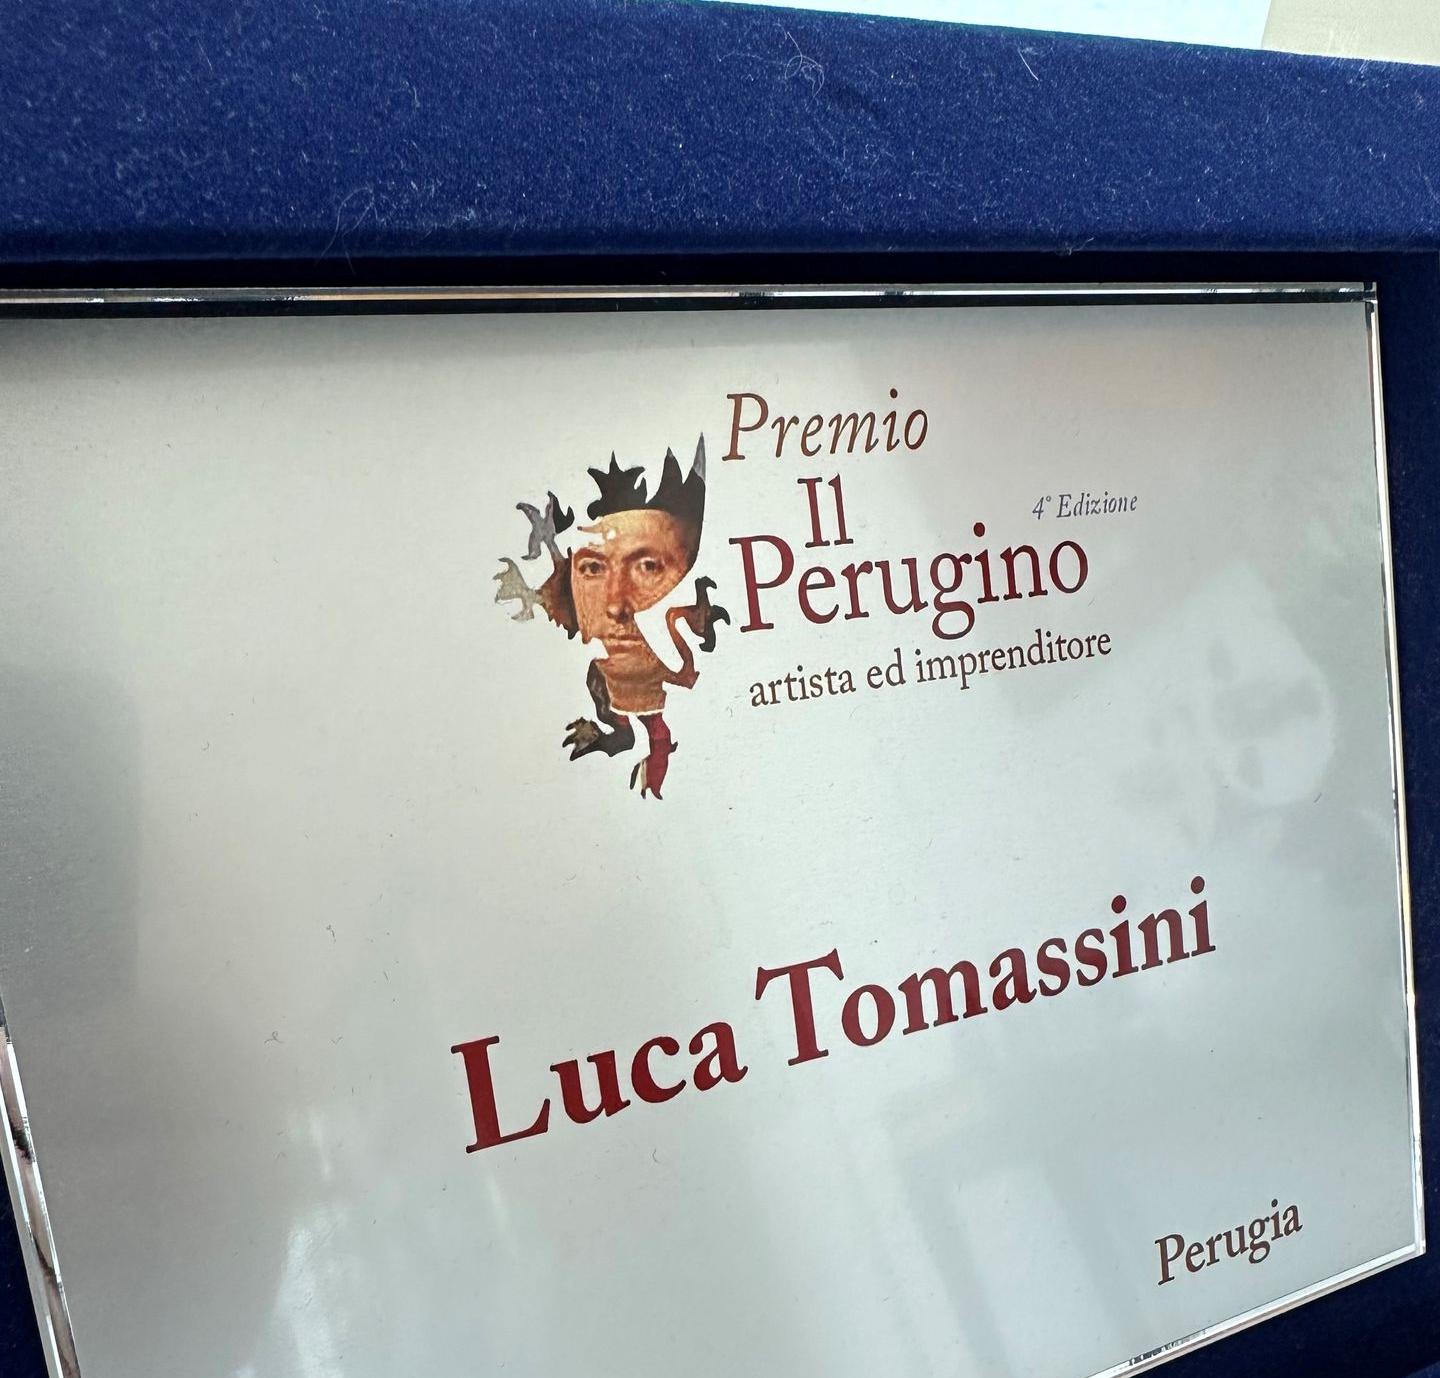 Premio
Il
4° Edizione
Perugino
artista ed imprenditore
Luca Tomassini
Perugia